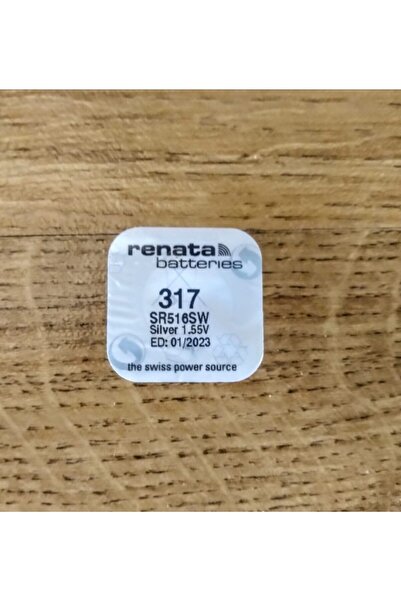 renata
batteries
317
SR516SW
Silver 1.55V
ED: 01/2023
the swiss power source